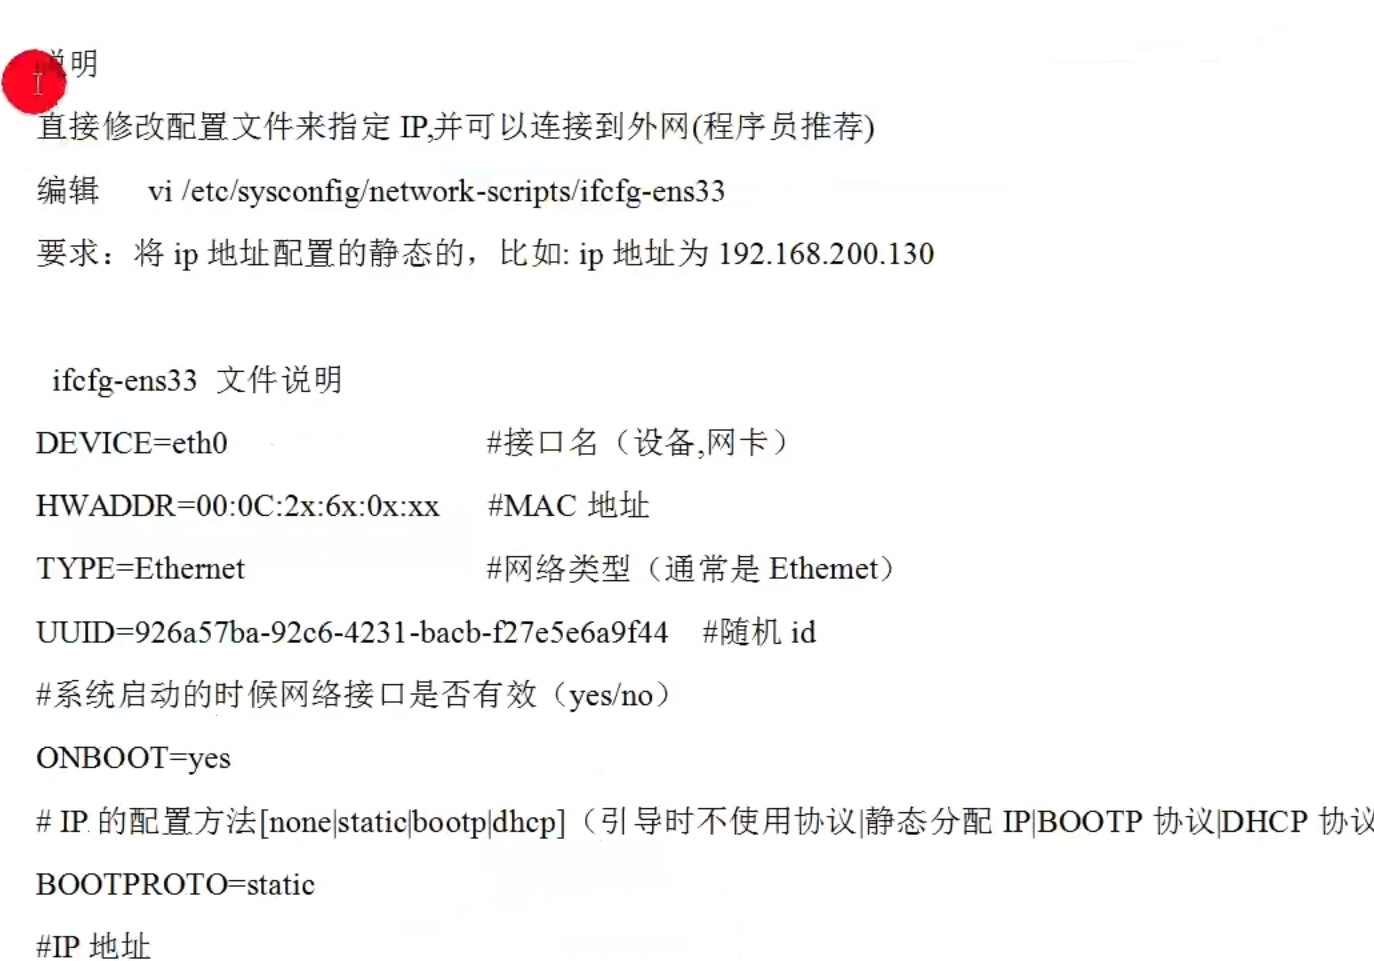 说明
直接修改配置文件来指定 IP,并可以连接到外网(程序员推荐)
编辑 vi /etc/sysconfig/network-scripts/ifcfg-ens33
要求：将 ip 地址配置的静态的，比如: ip 地址为 192.168.200.130
ifcfg-ens33 文件说明
DEVICE=eth0 #接口名（设备,网卡）
HWADDR=00:0C:2x:6x:0x:xx #MAC 地址
TYPE=Ethernet #网络类型（通常是 Ethemet）
UUID=926a57ba-92c6-4231-bacb-f27e5e6a9f44 #随机 id
#系统启动的时候网络接口是否有效（yes/no）
ONBOOT=yes
# IP 的配置方法[none|static|bootp|dhcp]（引导时不使用协议|静态分配 IP|BOOTP 协议|DHCP 协议
BOOTPROTO=static
#IP 地址